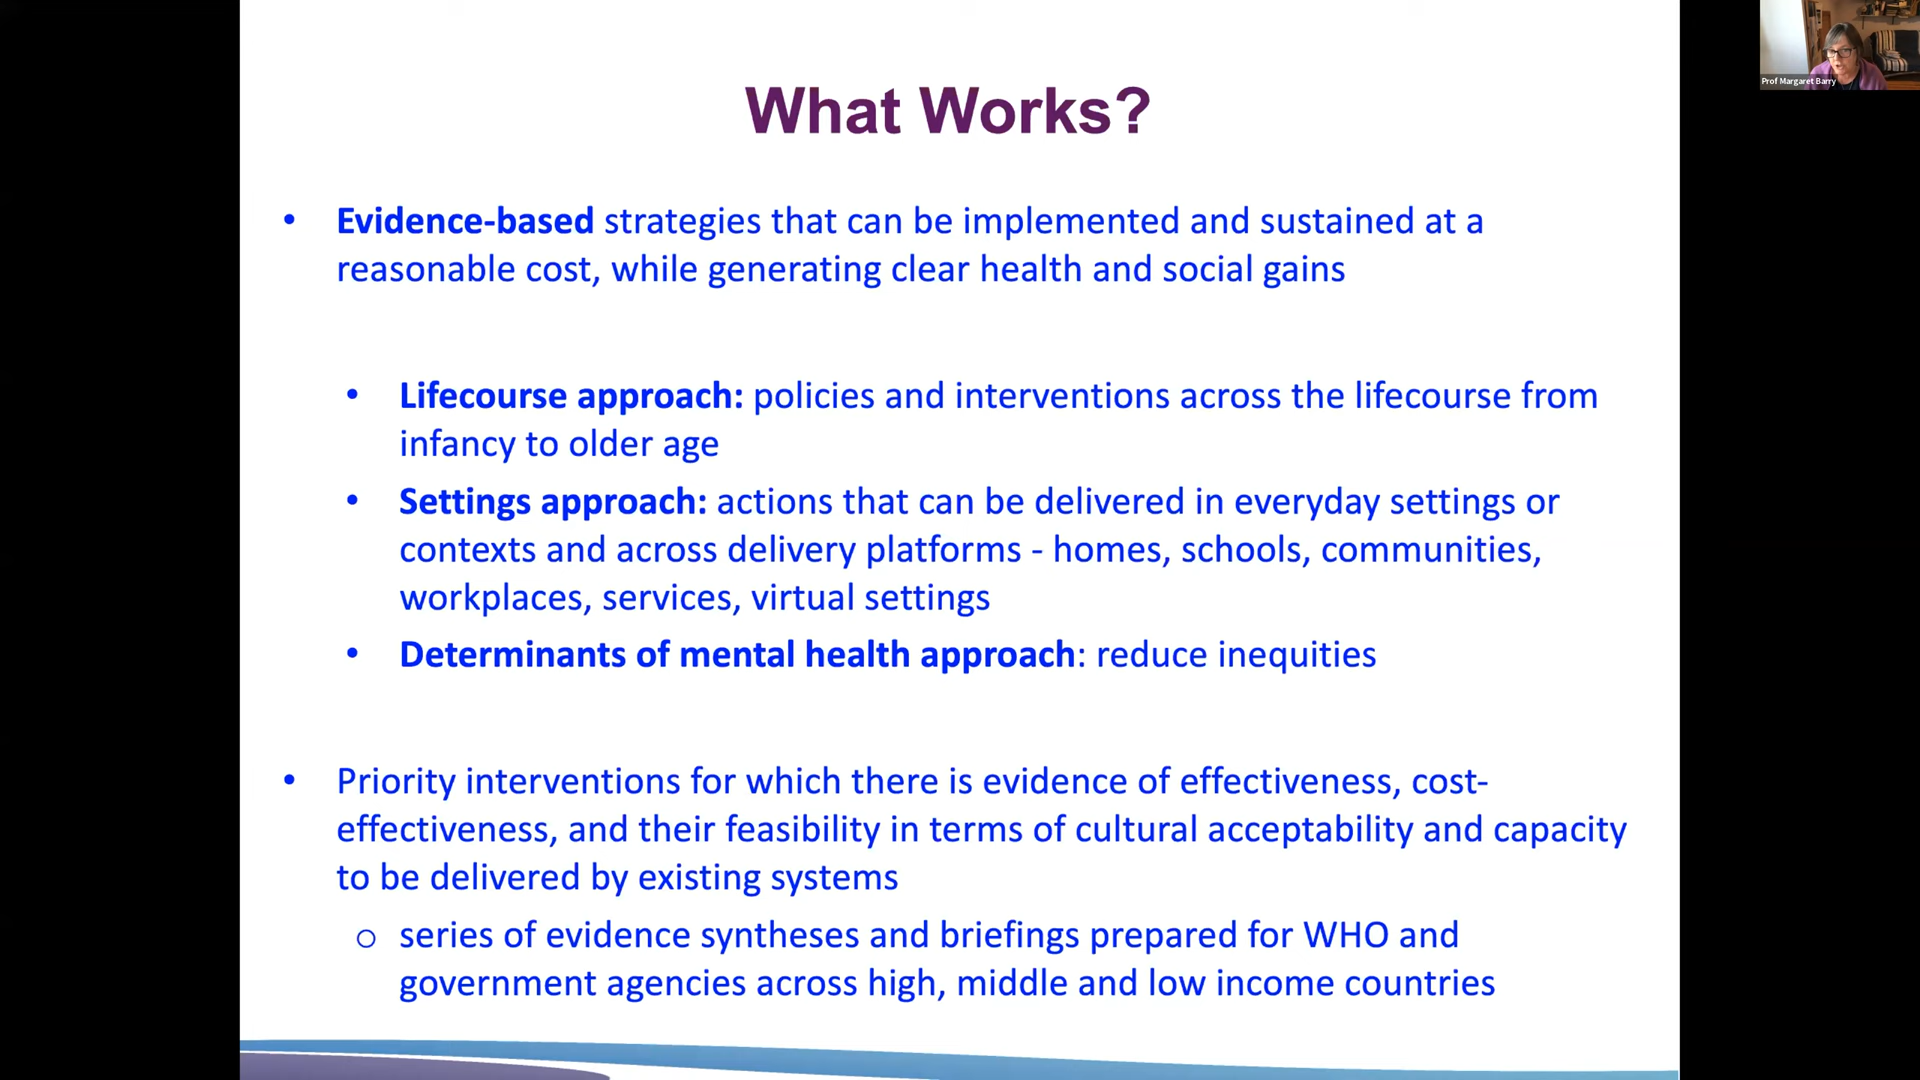 What Works?
Prof Margaret Barry
• Evidence-based strategies that can be implemented and sustained at a
reasonable cost, while generating clear health and social gains
• Lifecourse approach: policies and interventions across the lifecourse from
infancy to older age
• Settings approach: actions that can be delivered in everyday settings or
contexts and across delivery platforms - homes, schools, communities,
workplaces, services, virtual settings
• Determinants of mental health approach: reduce inequities
• Priority interventions for which there is evidence of effectiveness, cost-
effectiveness, and their feasibility in terms of cultural acceptability and capacity
to be delivered by existing systems
o series of evidence syntheses and briefings prepared for WHO and
government agencies across high, middle and low income countries